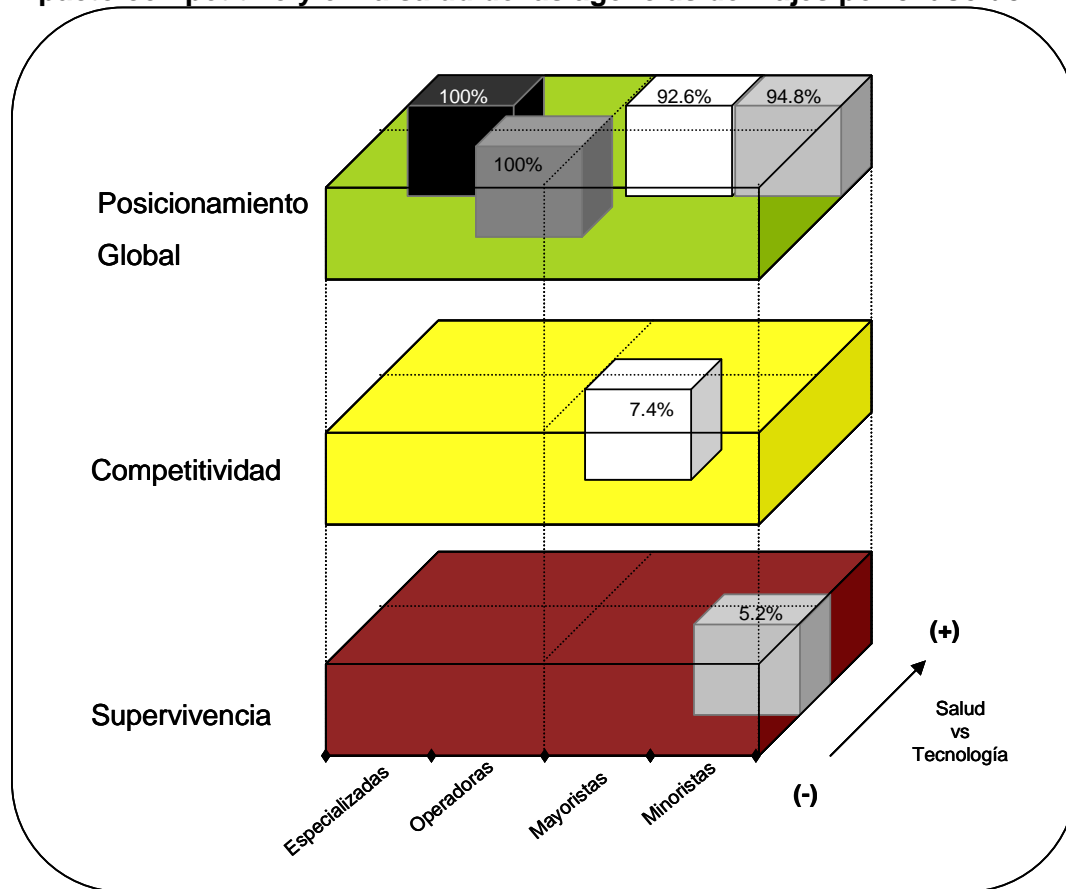 100%
92.6%
94.8%
100%
Posicionamiento
Global
7.4%
Competitividad
5.2%
(+)
Supervivencia
Salud
vs
Tecnología
(-)
Especializadas
Operadoras
Mayoristas
Minoristas